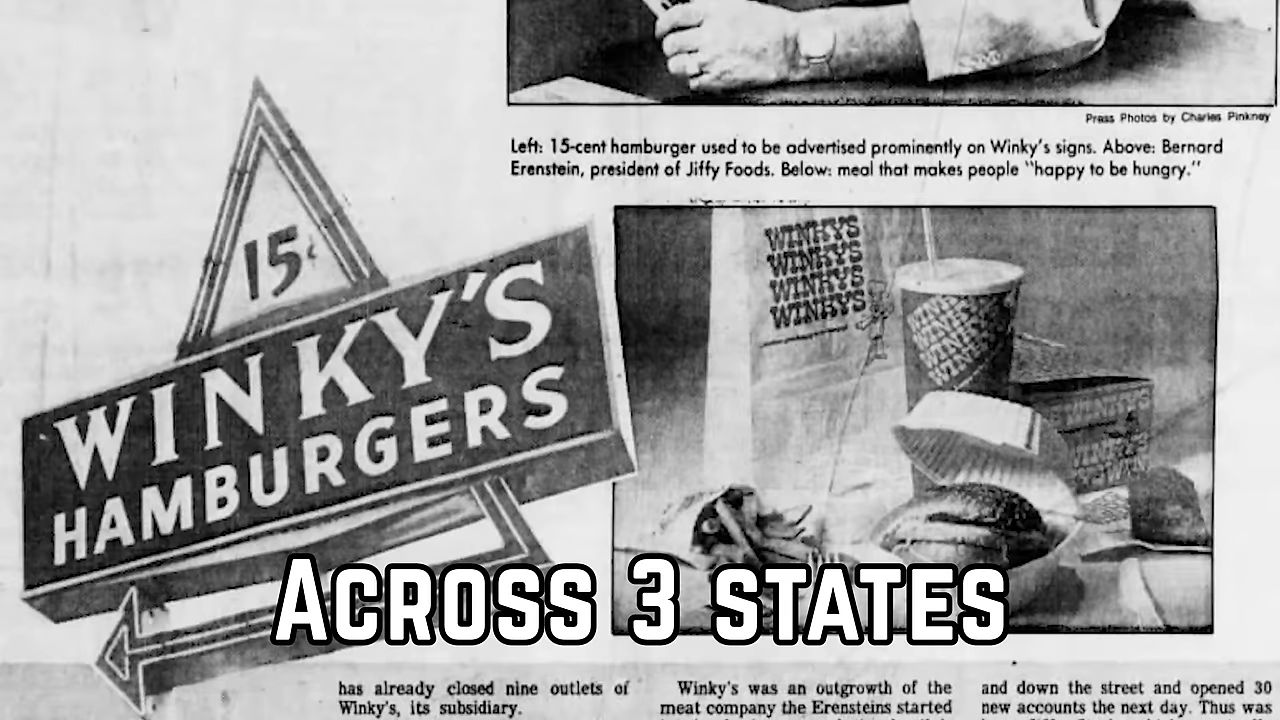 Press Photos by Charles Pinkney
Left: 15-cent hamburger used to be advertised prominently on Winky's signs. Above: Bernard
Erenstein, president of Jiffy Foods. Below: meal that makes people "happy to be hungry."
15¢
WINKY'S
HAMBURGERS
WINKYS
WINKYS
WINKYS
WINKYS
ACROSS 3 STATES
has already closed nine outlets of
Winky's, its subsidiary.
Winky's was an outgrowth of the
meat company the Erensteins started
and down the street and opened 30
new accounts the next day. Thus was